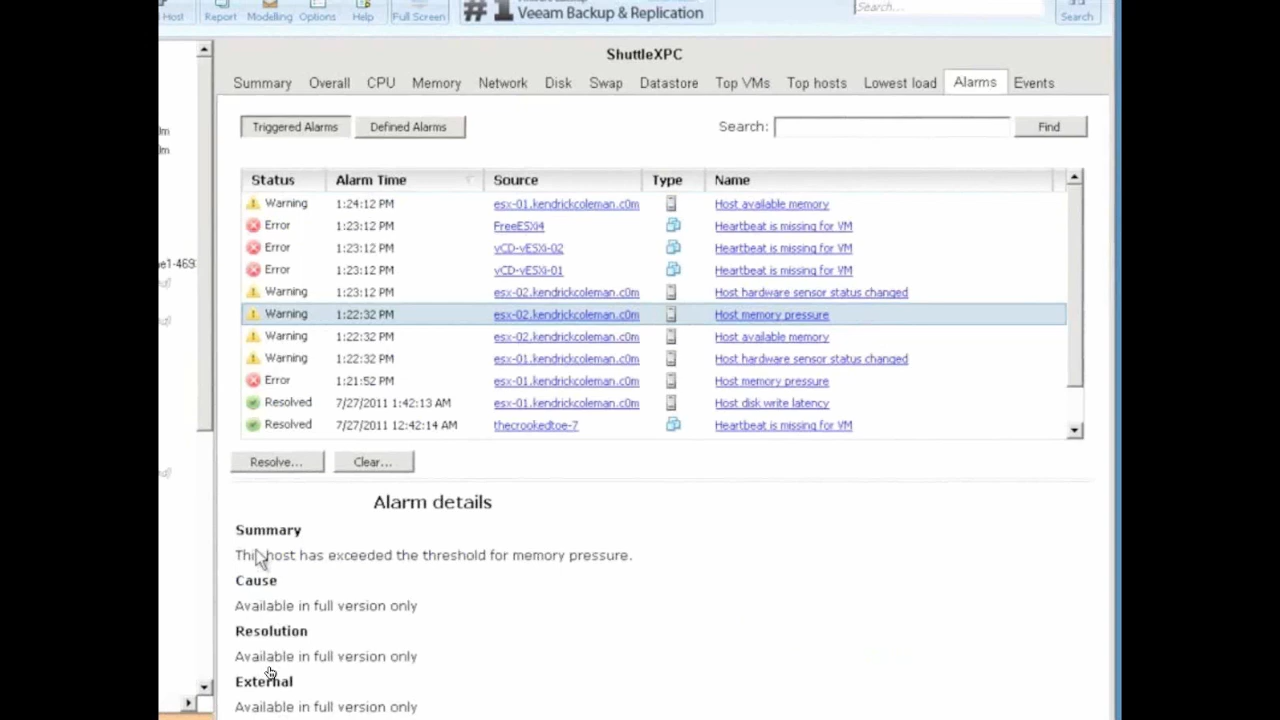 Host Report Modelling Options Help Full Screen #1 Veeam Backup & Replication Search... Search
ShuttleXPC
Summary Overall CPU Memory Network Disk Swap Datastore Top VMs Top hosts Lowest load Alarms Events
Triggered Alarms Defined Alarms Search: Find
Status Alarm Time Source Type Name
Warning 1:24:12 PM esx-01.kendrickcoleman.c0m Host available memory
Error 1:23:12 PM FreeESXi4 Heartbeat is missing for VM
Error 1:23:12 PM vCD-vESXi-02 Heartbeat is missing for VM
Error 1:23:12 PM vCD-vESXi-01 Heartbeat is missing for VM
Warning 1:23:12 PM esx-02.kendrickcoleman.c0m Host hardware sensor status changed
Warning 1:22:32 PM esx-02.kendrickcoleman.c0m Host memory pressure
Warning 1:22:32 PM esx-02.kendrickcoleman.c0m Host available memory
Warning 1:22:32 PM esx-01.kendrickcoleman.c0m Host hardware sensor status changed
Error 1:21:52 PM esx-01.kendrickcoleman.c0m Host memory pressure
Resolved 7/27/2011 1:42:13 AM esx-01.kendrickcoleman.c0m Host disk write latency
Resolved 7/27/2011 12:42:14 AM thecrookedtoe-7 Heartbeat is missing for VM
Resolve... Clear...
Alarm details
Summary
This host has exceeded the threshold for memory pressure.
Cause
Available in full version only
Resolution
Available in full version only
External
Available in full version only